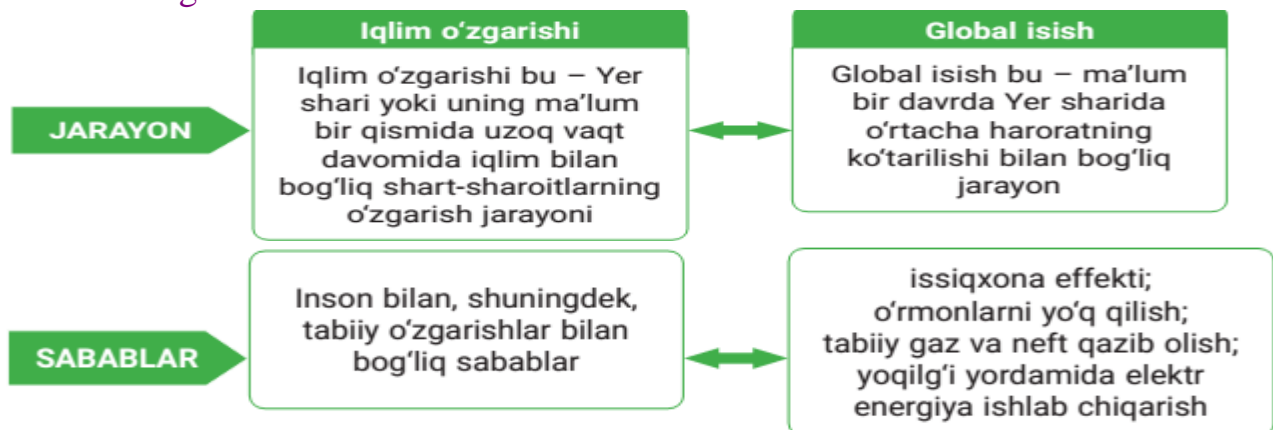 Iqlim o‘zgarishi
Global isish
JARAYON
Iqlim o‘zgarishi bu – Yer
shari yoki uning ma’lum
bir qismida uzoq vaqt
davomida iqlim bilan
bog‘liq shart-sharoitlarning
o‘zgarish jarayoni
Global isish bu – ma’lum
bir davrda Yer sharida
o‘rtacha haroratning
ko‘tarilishi bilan bog‘liq
jarayon
SABABLAR
Inson bilan, shuningdek,
tabiiy o‘zgarishlar bilan
bog‘liq sabablar
issiqxona effekti;
o‘rmonlarni yo‘q qilish;
tabiiy gaz va neft qazib olish;
yoqilg‘i yordamida elektr
energiya ishlab chiqarish